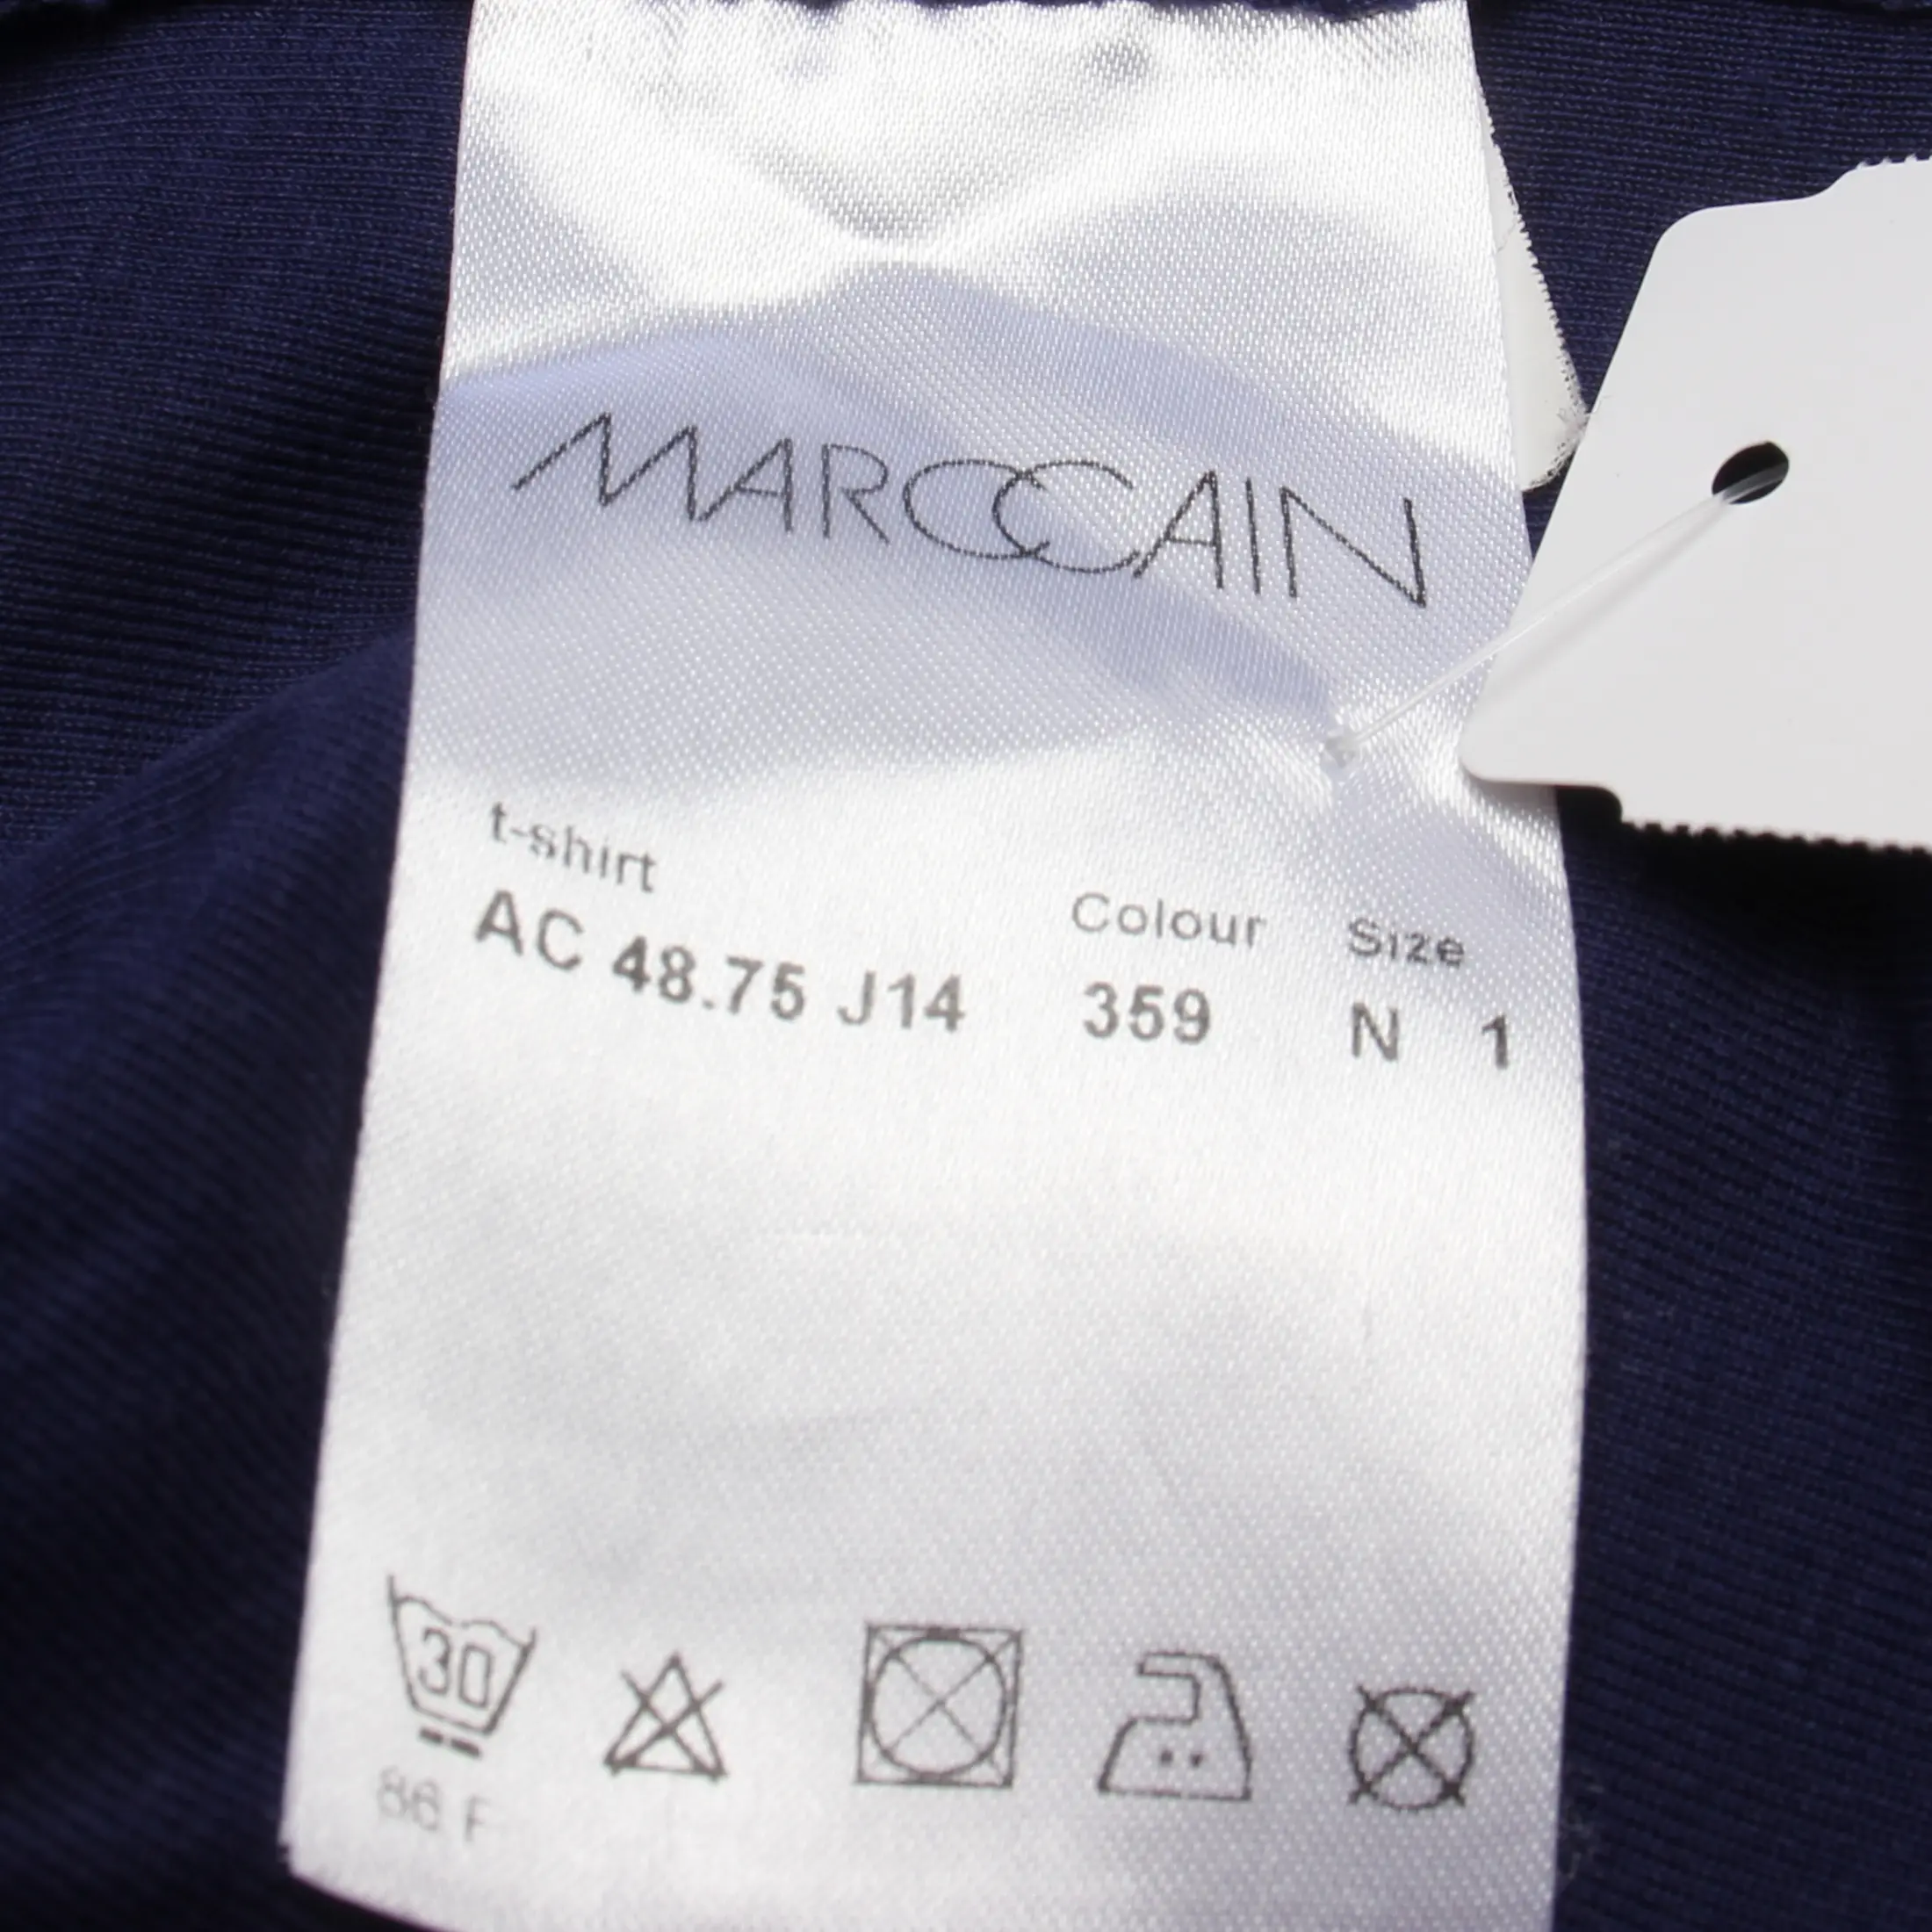 MARCCAIN
t-shirt
Colour
Size
AC 48.75 J14
359
N 1
30
86 F